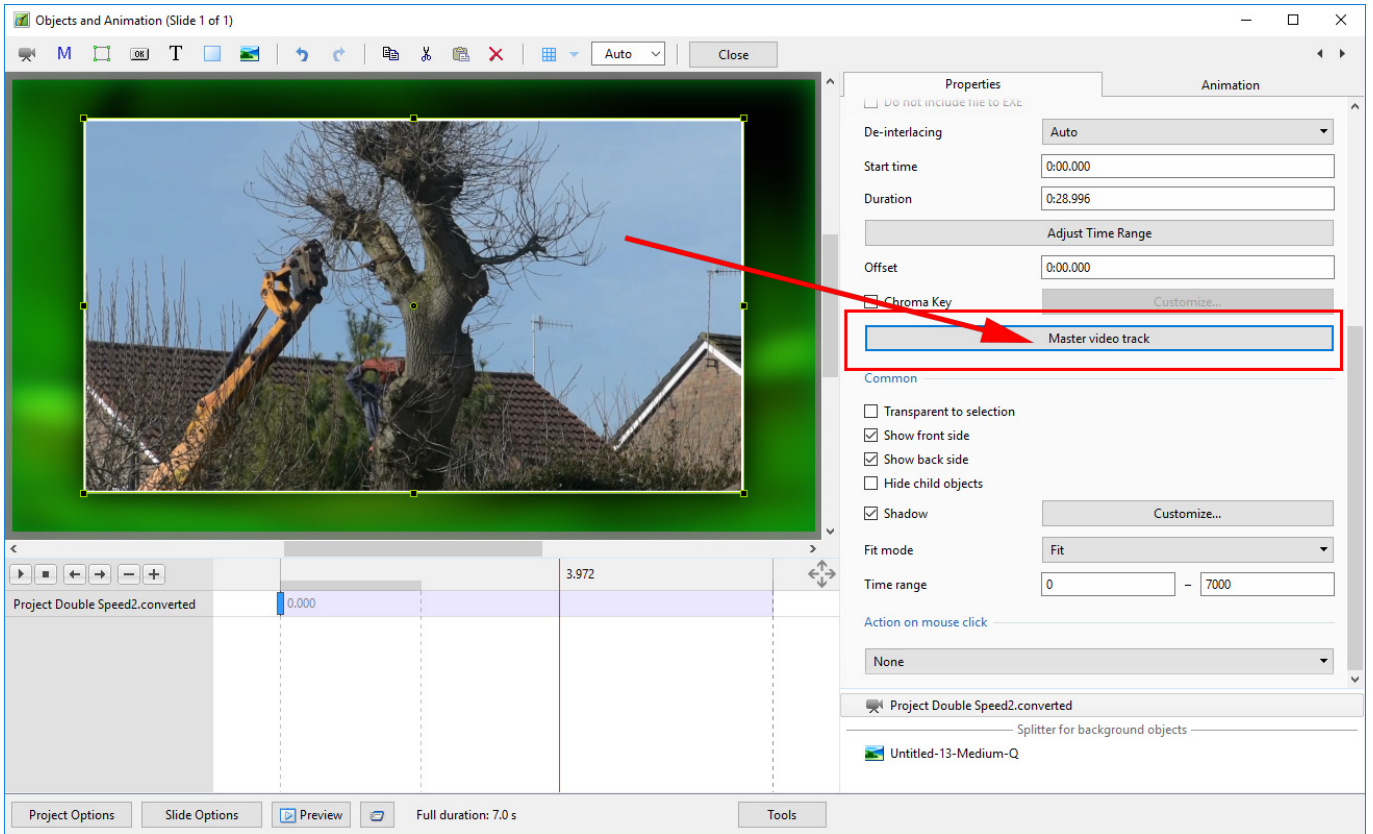 Objects and Animation (Slide 1 of 1)
M OK T Auto Close
Properties Animation
Do not include file to EXE
De-interlacing Auto
Start time 0:00.000
Duration 0:28.996
Adjust Time Range
Offset 0:00.000
Chroma Key Customize...
Master video track
Common
Transparent to selection
Show front side
Show back side
Hide child objects
Shadow Customize...
Fit mode Fit
Time range 0 – 7000
Action on mouse click
None
3.972
Project Double Speed2.converted 0.000
Project Double Speed2.converted
Splitter for background objects
Untitled-13-Medium-Q
Project Options Slide Options Preview Full duration: 7.0 s Tools